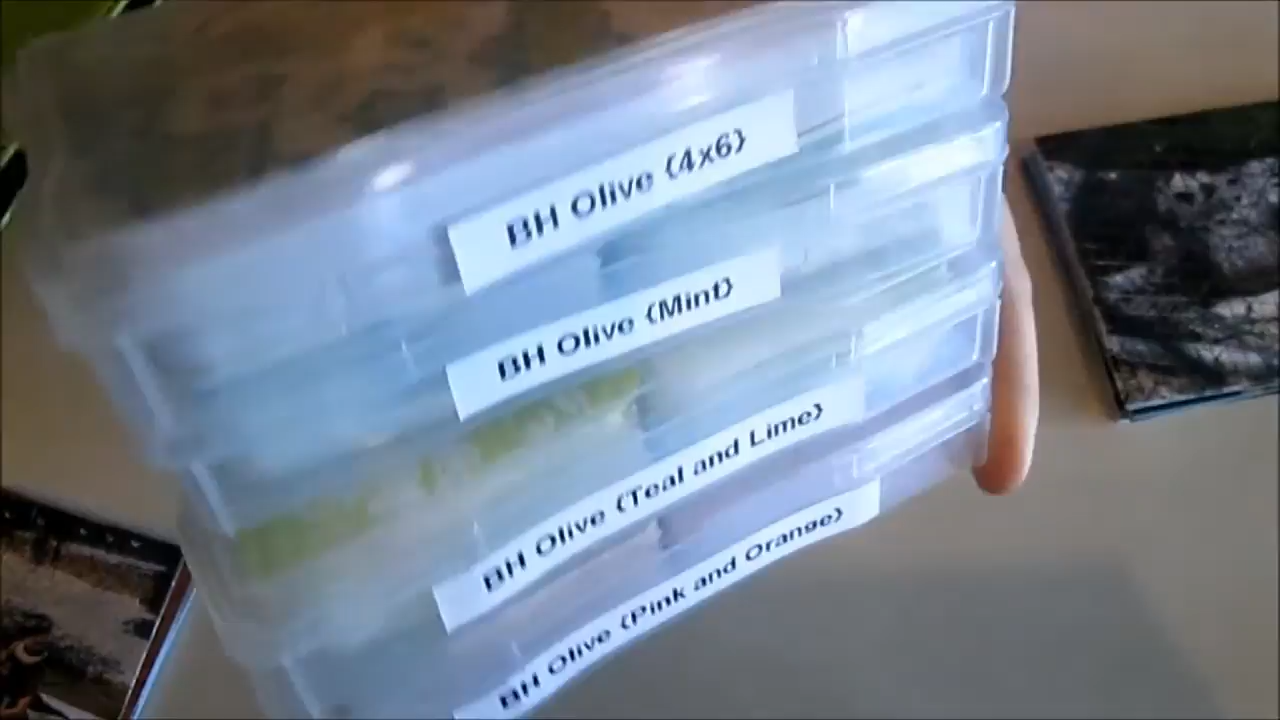 BH Olive {4x6}
BH Olive {Mint}
BH Olive {Teal and Lime}
BH Olive {Pink and Orange}